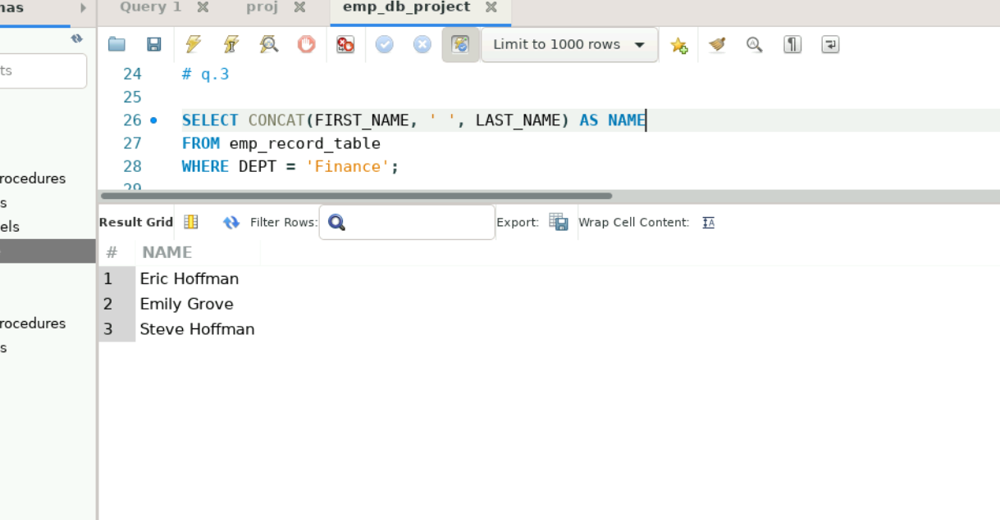 nas
Query 1 proj emp_db_project
Limit to 1000 rows
ts
24 # q.3
25
26 SELECT CONCAT(FIRST_NAME, ' ', LAST_NAME) AS NAME
27 FROM emp_record_table
28 WHERE DEPT = 'Finance';
29
rocedures
s
els
rocedures
s
Result Grid Filter Rows: Export: Wrap Cell Content:
# NAME
1 Eric Hoffman
2 Emily Grove
3 Steve Hoffman